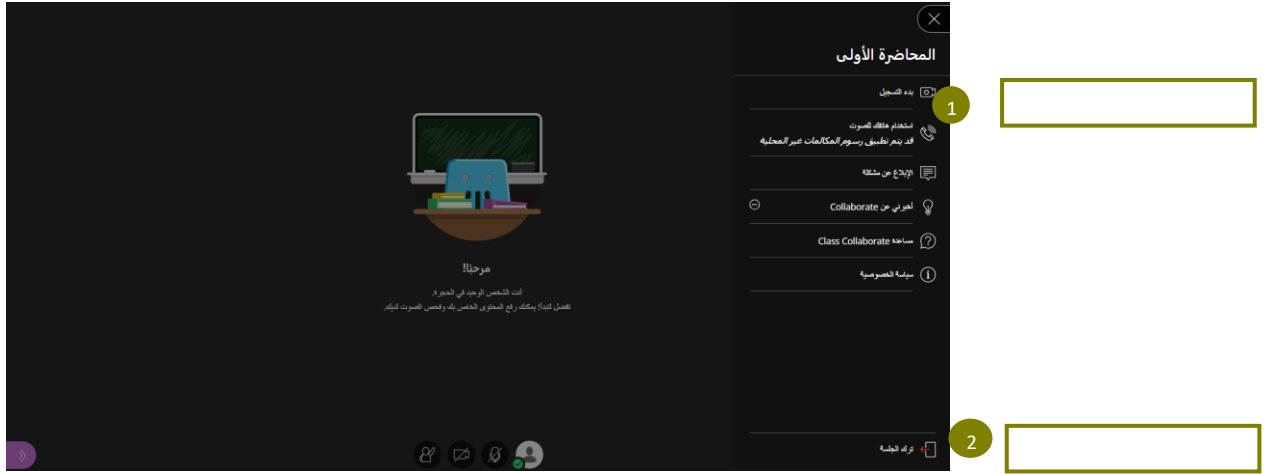 المحاضرة الأولى
بدء التسجيل
1
استخدام هاتفك للصوت
قد يتم تطبيق رسوم المكالمات غير المحلية
الإبلاغ عن مشكلة
أخبرني عن Collaborate
مساعدة Class Collaborate
سياسة الخصوصية
مرحبًا!
أنت الشخص الوحيد في الحجرة.
تفضل لتبدأ! يمكنك رفع المحتوى الخاص بك وفحص الصوت لديك.
ترك الجلسة
2